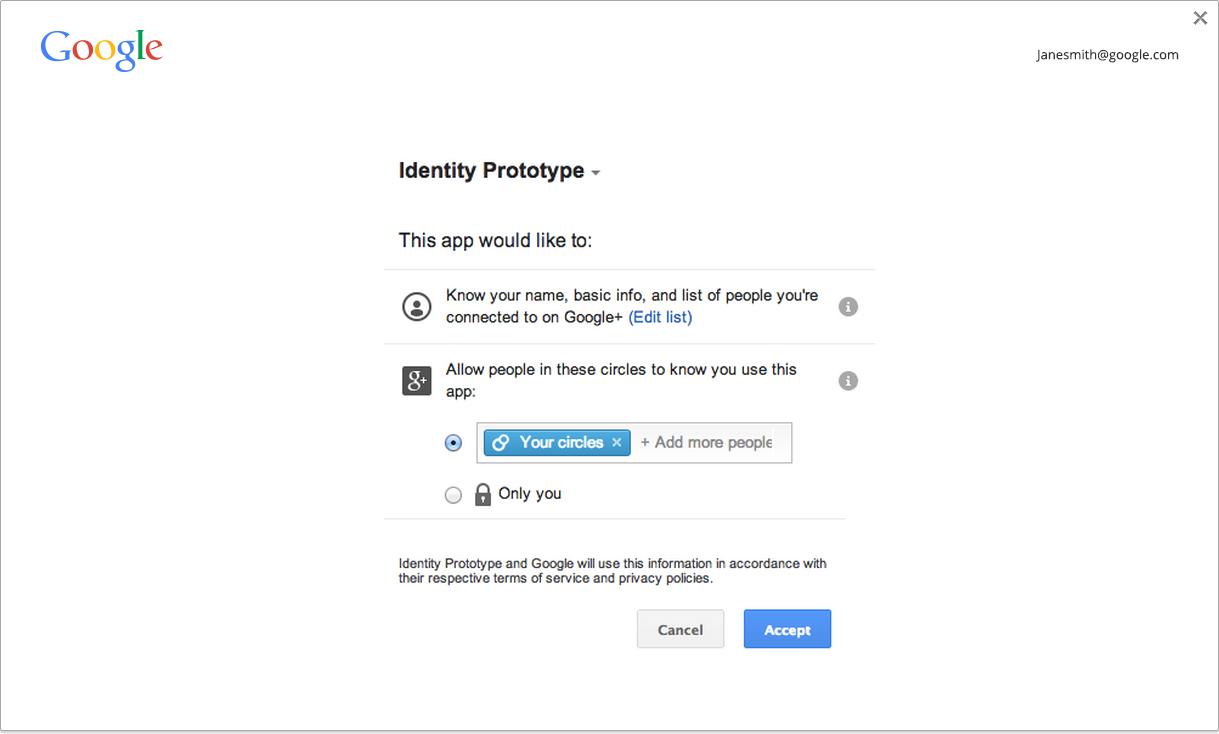 Google
Janesmith@google.com
Identity Prototype
This app would like to:
Know your name, basic info, and list of people you're
connected to on Google+ (Edit list)
g+
Allow people in these circles to know you use this
app:
Your circles × + Add more people
Only you
Identity Prototype and Google will use this information in accordance with
their respective terms of service and privacy policies.
Cancel Accept